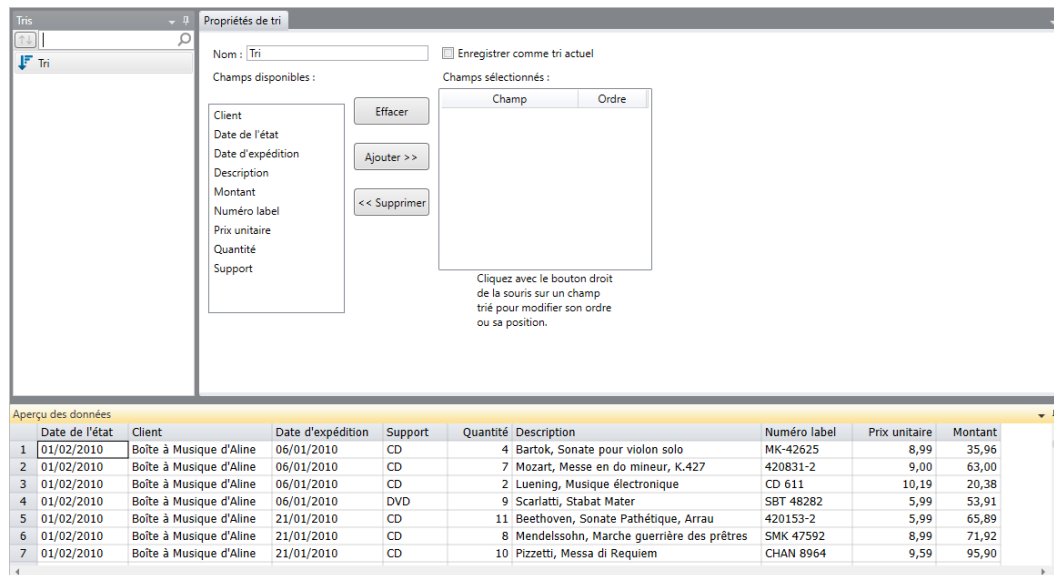 Tris
Propriétés de tri
Tri
Nom : Tri
Enregistrer comme tri actuel
Champs disponibles :
Champs sélectionnés :
Client
Date de l'état
Date d'expédition
Description
Montant
Numéro label
Prix unitaire
Quantité
Support
Effacer
Ajouter >>
<< Supprimer
Champ Ordre
Cliquez avec le bouton droit
de la souris sur un champ
trié pour modifier son ordre
ou sa position.
Aperçu des données
Date de l'état Client Date d'expédition Support Quantité Description Numéro label Prix unitaire Montant
1 01/02/2010 Boîte à Musique d'Aline 06/01/2010 CD 4 Bartok, Sonate pour violon solo MK-42625 8,99 35,96
2 01/02/2010 Boîte à Musique d'Aline 06/01/2010 CD 7 Mozart, Messe en do mineur, K.427 420831-2 9,00 63,00
3 01/02/2010 Boîte à Musique d'Aline 06/01/2010 CD 2 Luening, Musique électronique CD 611 10,19 20,38
4 01/02/2010 Boîte à Musique d'Aline 06/01/2010 DVD 9 Scarlatti, Stabat Mater SBT 48282 5,99 53,91
5 01/02/2010 Boîte à Musique d'Aline 21/01/2010 CD 11 Beethoven, Sonate Pathétique, Arrau 420153-2 5,99 65,89
6 01/02/2010 Boîte à Musique d'Aline 21/01/2010 CD 8 Mendelssohn, Marche guerrière des prêtres SMK 47592 8,99 71,92
7 01/02/2010 Boîte à Musique d'Aline 21/01/2010 CD 10 Pizzetti, Messa di Requiem CHAN 8964 9,59 95,90